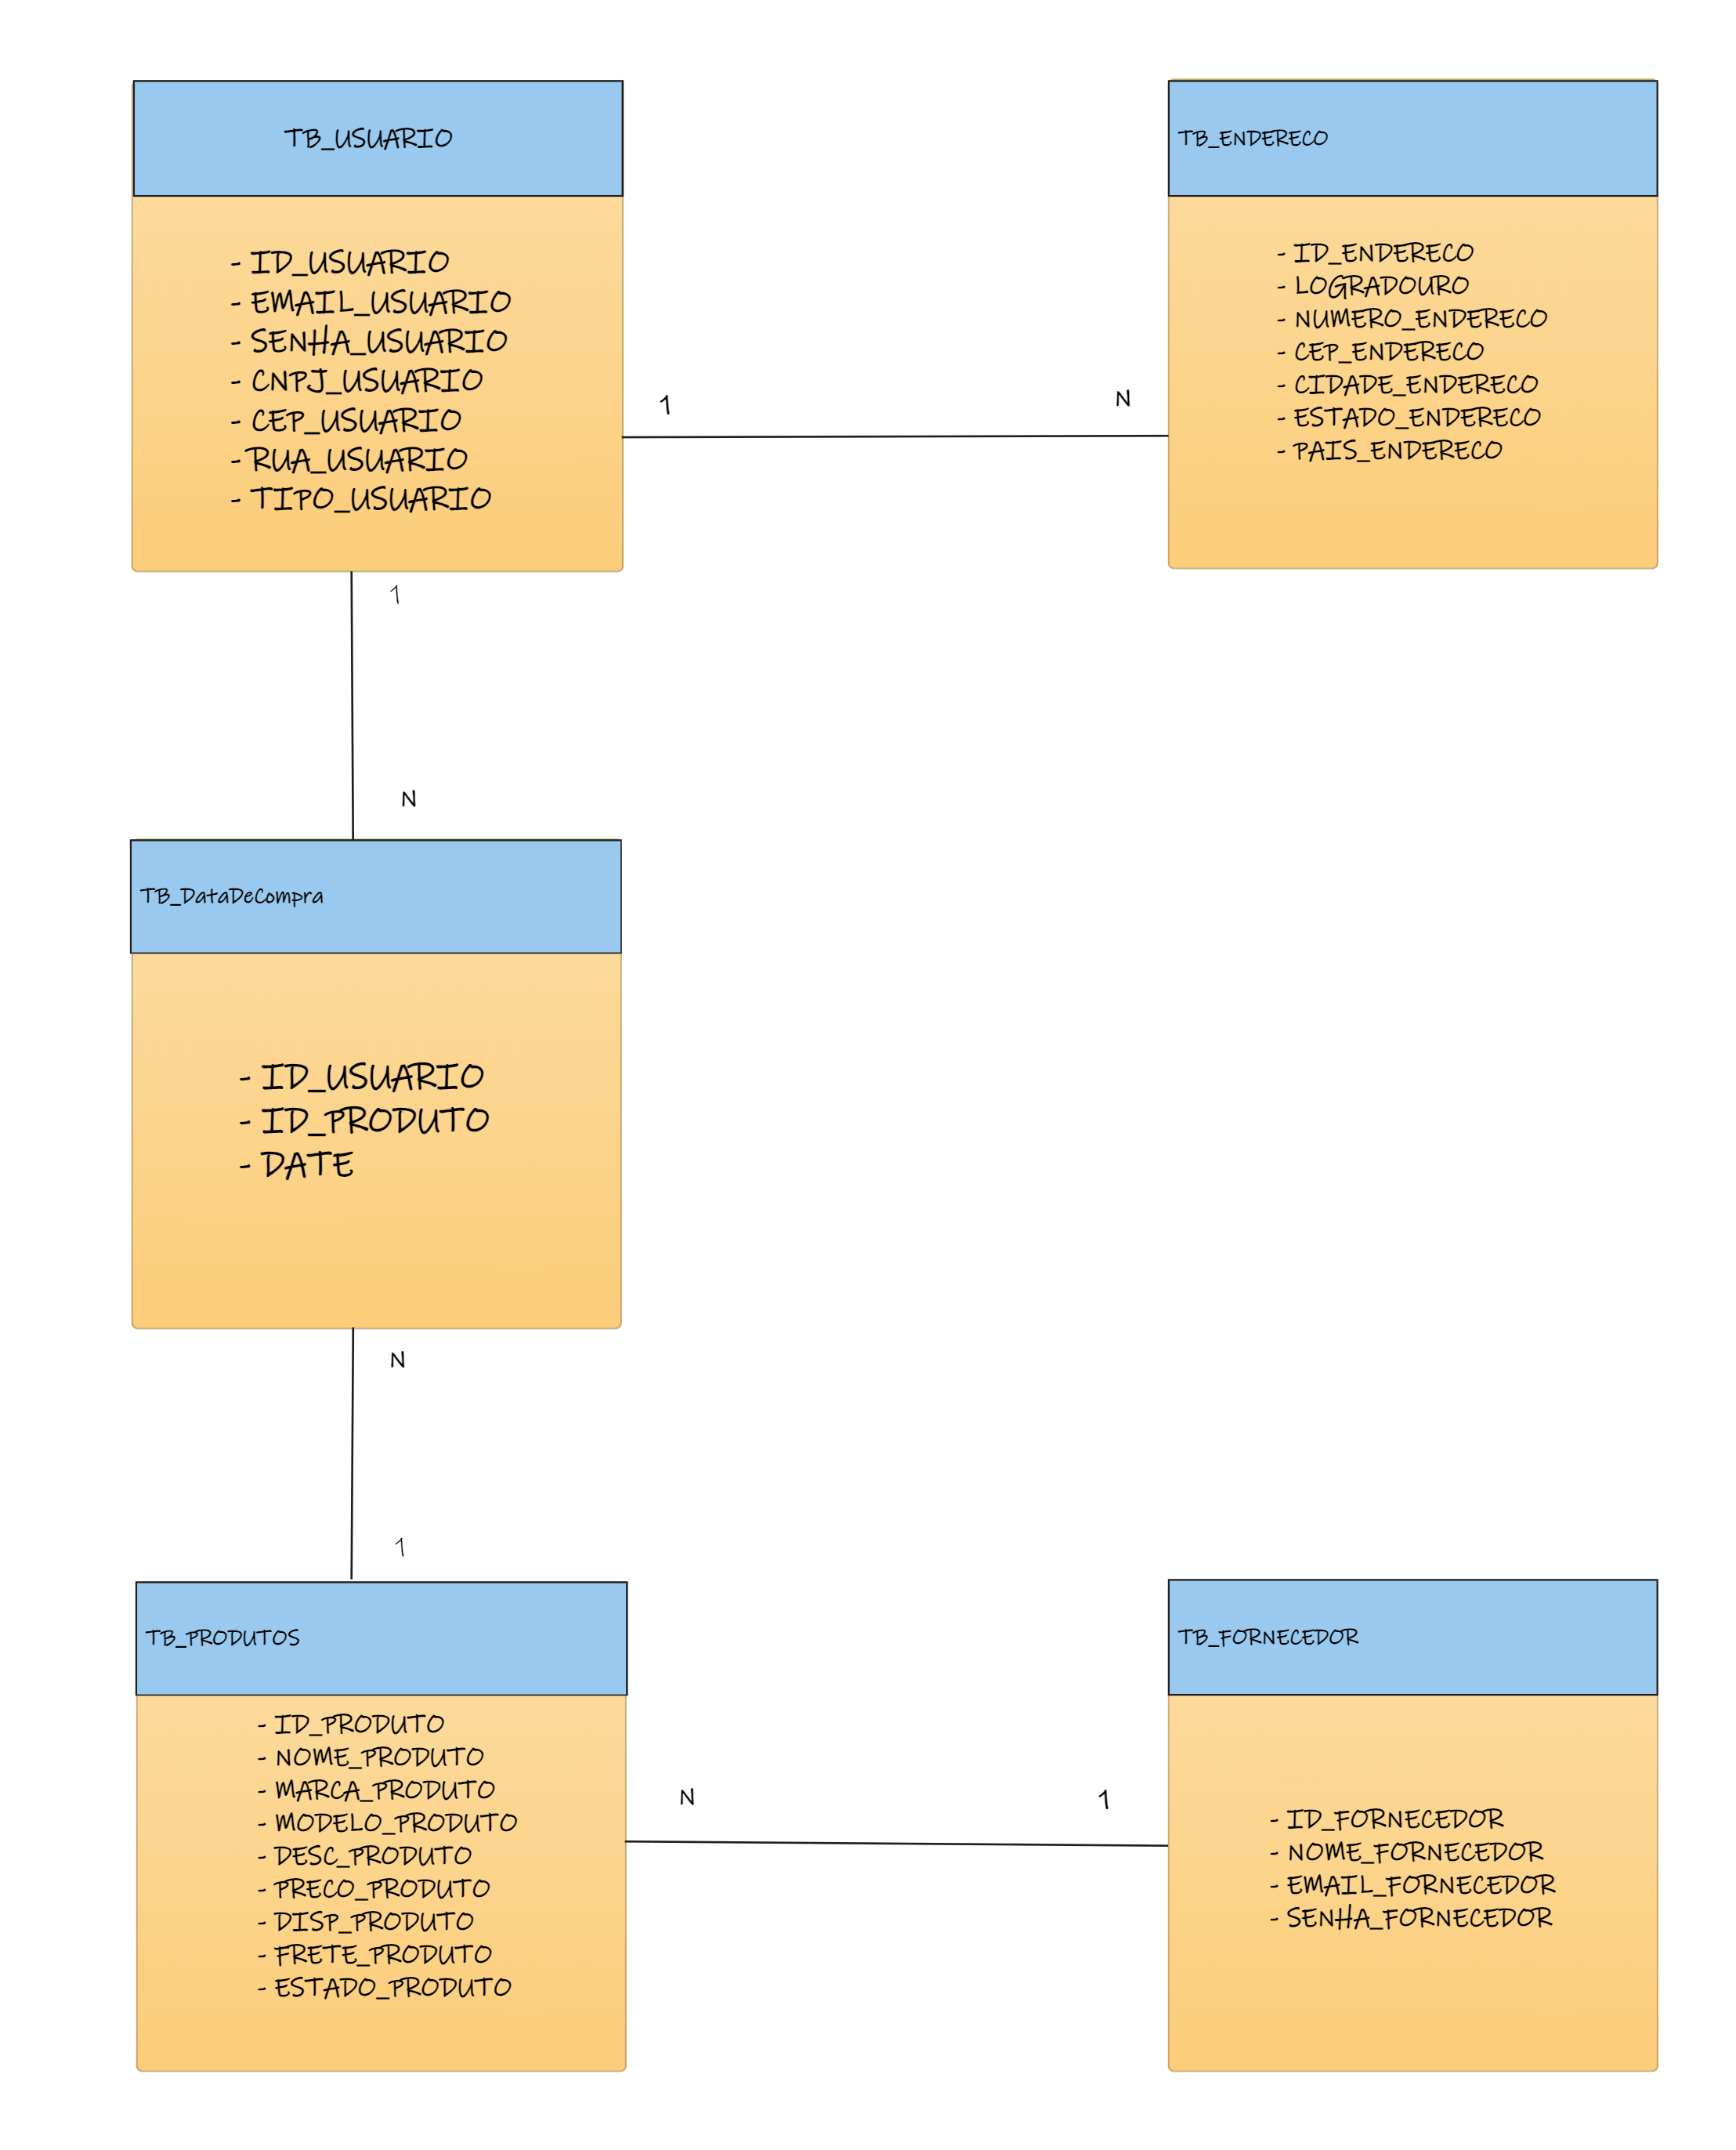 TB_USUARIO
- ID_USUARIO
- EMAIL_USUARIO
- SENHA_USUARIO
- CNPJ_USUARIO
- CEP_USUARIO
- RUA_USUARIO
- TIPO_USUARIO
TB_ENDERECO
- ID_ENDERECO
- LOGRADOURO
- NUMERO_ENDERECO
- CEP_ENDERECO
- CIDADE_ENDERECO
- ESTADO_ENDERECO
- PAIS_ENDERECO
1
N
1
N
TB_DataDeCompra
- ID_USUARIO
- ID_PRODUTO
- DATE
N
1
TB_PRODUTOS
- ID_PRODUTO
- NOME_PRODUTO
- MARCA_PRODUTO
- MODELO_PRODUTO
- DESC_PRODUTO
- PRECO_PRODUTO
- DISP_PRODUTO
- FRETE_PRODUTO
- ESTADO_PRODUTO
N
1
TB_FORNECEDOR
- ID_FORNECEDOR
- NOME_FORNECEDOR
- EMAIL_FORNECEDOR
- SENHA_FORNECEDOR